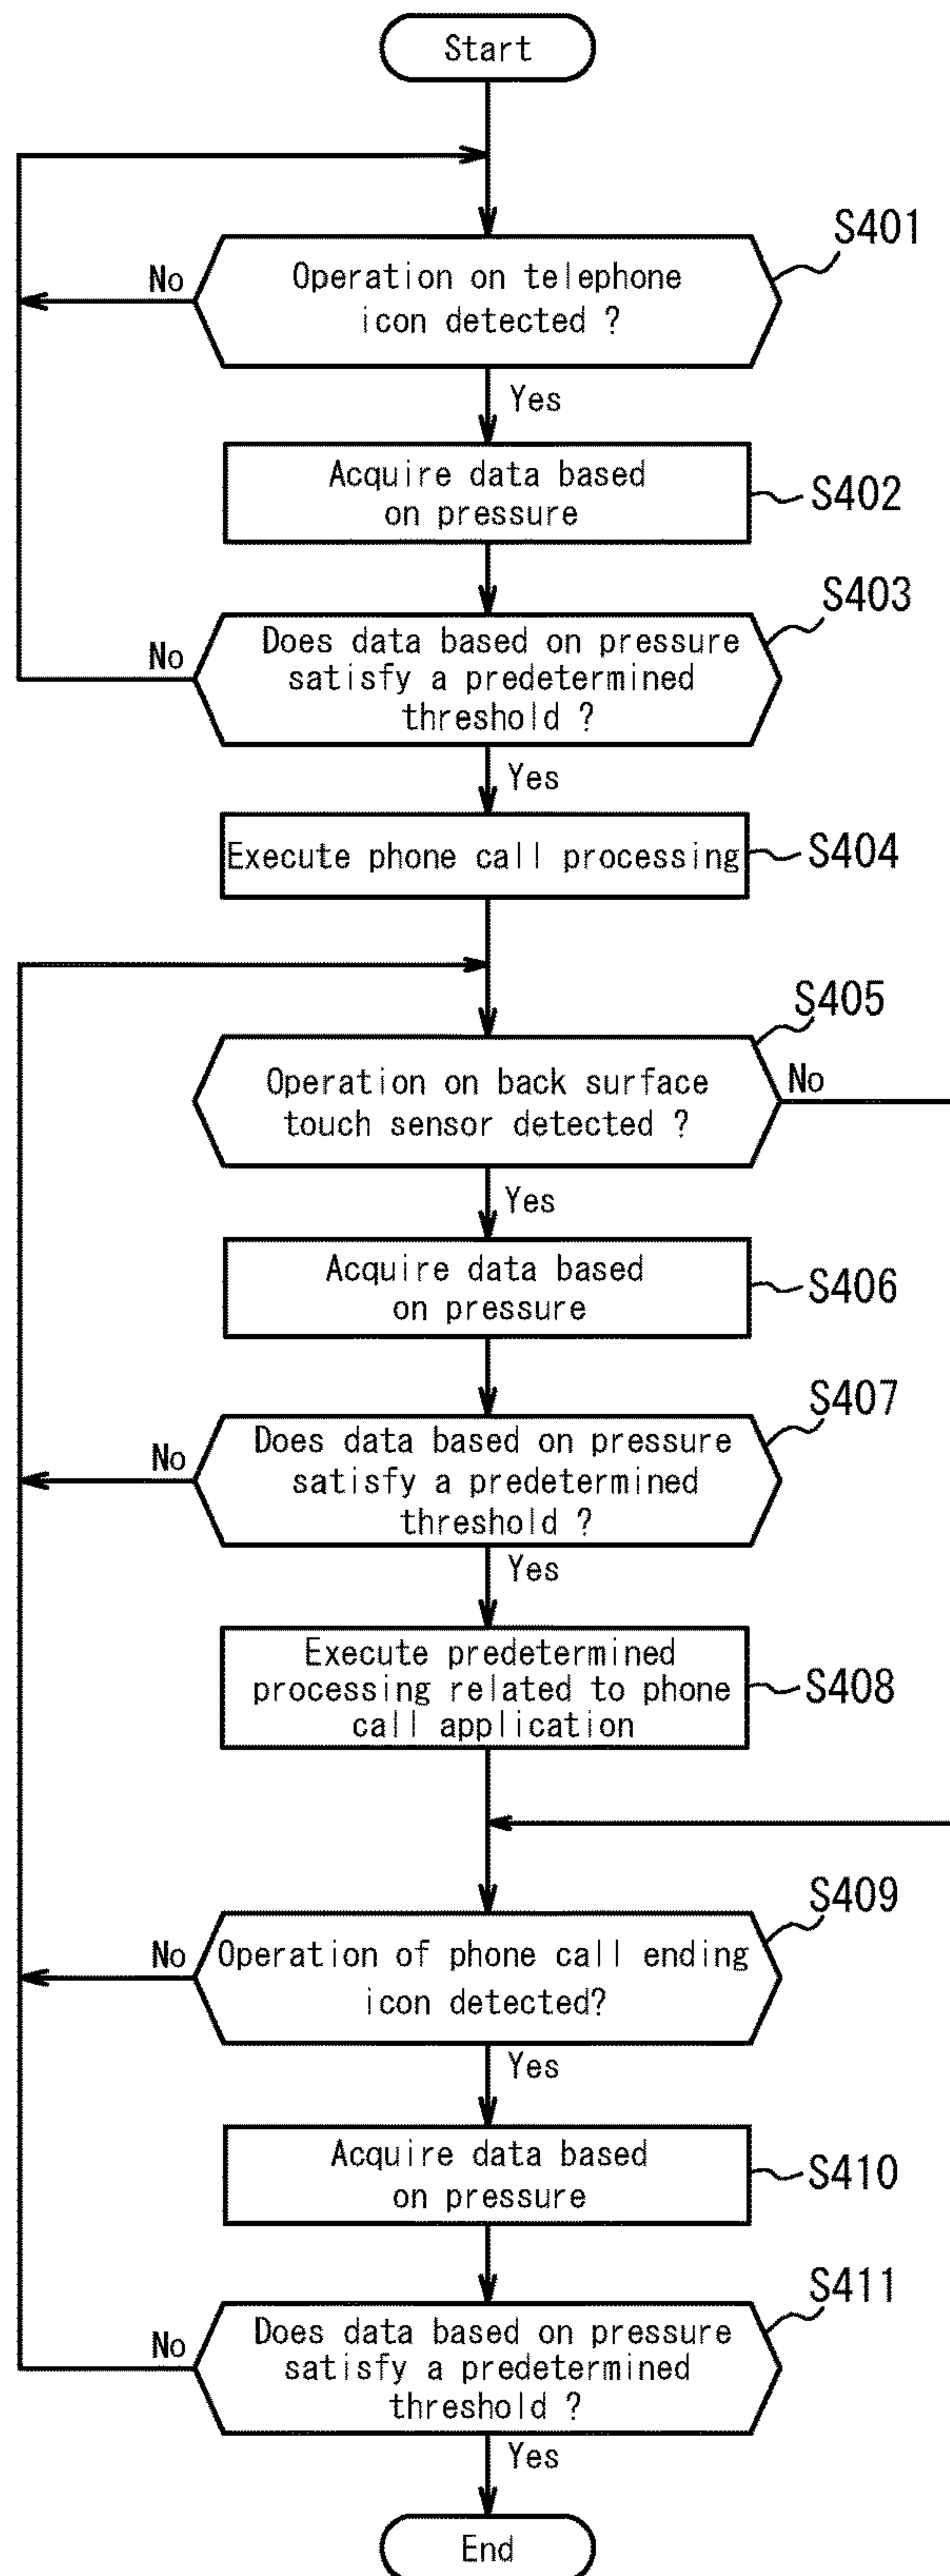 Start
S401
No
Operation on telephone
icon detected ?
Yes
Acquire data based
on pressure
S402
S403
No
Does data based on pressure
satisfy a predetermined
threshold ?
Yes
Execute phone call processing
S404
S405
Operation on back surface
touch sensor detected ?
No
Yes
Acquire data based
on pressure
S406
S407
No
Does data based on pressure
satisfy a predetermined
threshold ?
Yes
Execute predetermined
processing related to phone
call application
S408
S409
No
Operation of phone call ending
icon detected?
Yes
Acquire data based
on pressure
S410
S411
No
Does data based on pressure
satisfy a predetermined
threshold ?
Yes
End